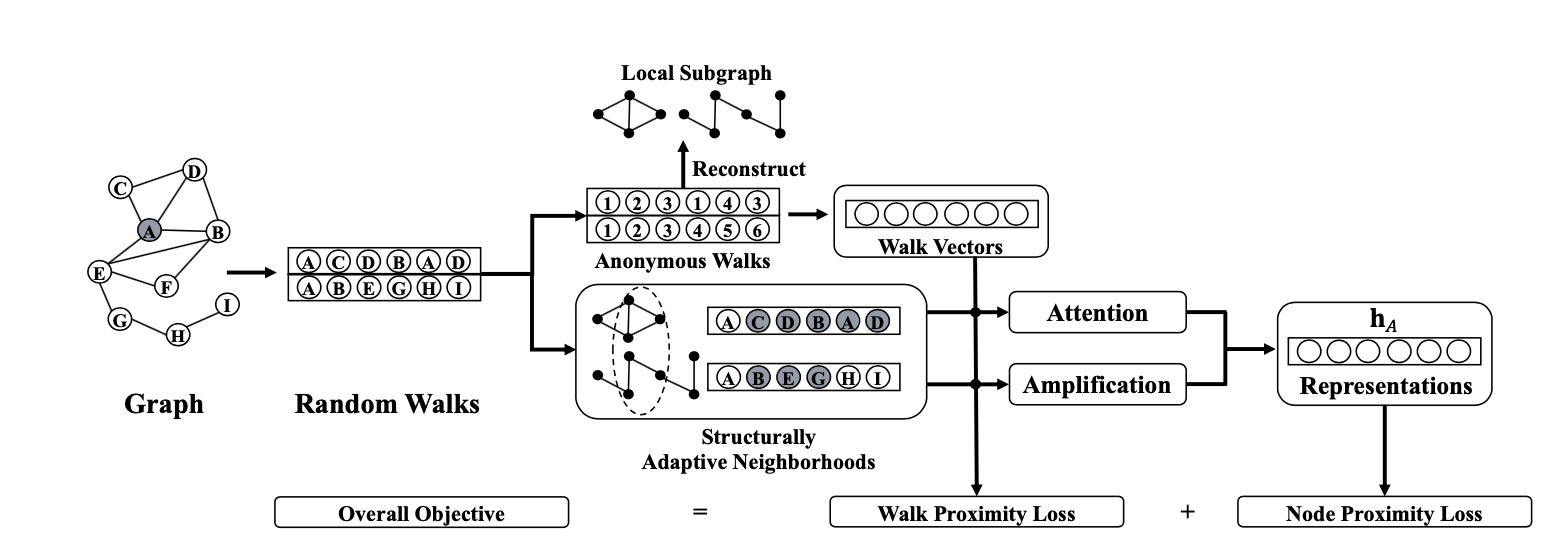 Local Subgraph
Reconstruct
C
D
A
B
E
F
G
H
I
Graph
A C D B A D
A B E G H I
Random Walks
1 2 3 1 4 3
1 2 3 4 5 6
Anonymous Walks
Walk Vectors
A C D B A D
A B E G H I
Structurally
Adaptive Neighborhoods
Attention
Amplification
h_A
Representations
Overall Objective = Walk Proximity Loss + Node Proximity Loss